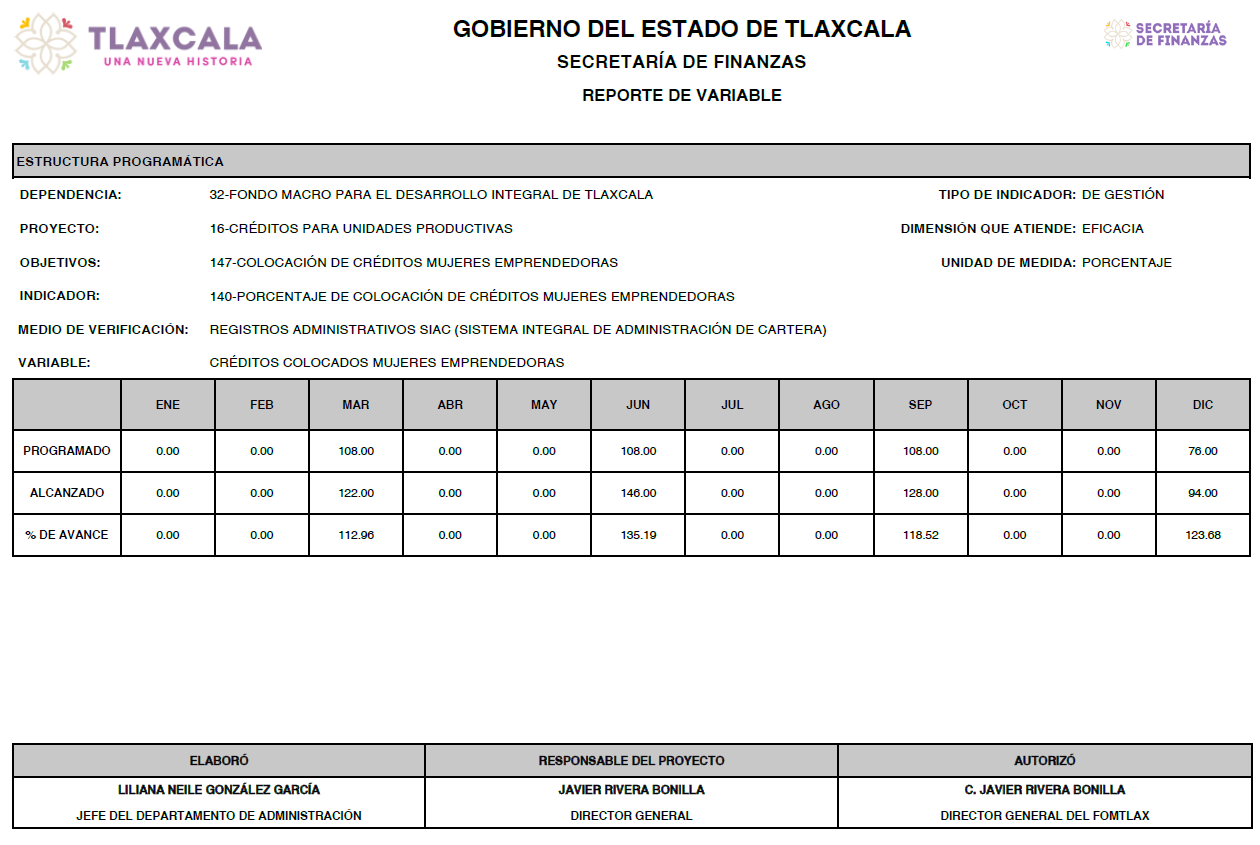 TLAXCALA
UNA NUEVA HISTORIA
GOBIERNO DEL ESTADO DE TLAXCALA
SECRETARÍA DE FINANZAS
REPORTE DE VARIABLE
SECRETARÍA
DE FINANZAS
ESTRUCTURA PROGRAMÁTICA
DEPENDENCIA: 32-FONDO MACRO PARA EL DESARROLLO INTEGRAL DE TLAXCALA TIPO DE INDICADOR: DE GESTIÓN
PROYECTO: 16-CRÉDITOS PARA UNIDADES PRODUCTIVAS DIMENSIÓN QUE ATIENDE: EFICACIA
OBJETIVOS: 147-COLOCACIÓN DE CRÉDITOS MUJERES EMPRENDEDORAS UNIDAD DE MEDIDA: PORCENTAJE
INDICADOR: 140-PORCENTAJE DE COLOCACIÓN DE CRÉDITOS MUJERES EMPRENDEDORAS
MEDIO DE VERIFICACIÓN: REGISTROS ADMINISTRATIVOS SIAC (SISTEMA INTEGRAL DE ADMINISTRACIÓN DE CARTERA)
VARIABLE: CRÉDITOS COLOCADOS MUJERES EMPRENDEDORAS
ENE FEB MAR ABR MAY JUN JUL AGO SEP OCT NOV DIC
PROGRAMADO 0.00 0.00 108.00 0.00 0.00 108.00 0.00 0.00 108.00 0.00 0.00 76.00
ALCANZADO 0.00 0.00 122.00 0.00 0.00 146.00 0.00 0.00 128.00 0.00 0.00 94.00
% DE AVANCE 0.00 0.00 112.96 0.00 0.00 135.19 0.00 0.00 118.52 0.00 0.00 123.68
ELABORÓ RESPONSABLE DEL PROYECTO AUTORIZÓ
LILIANA NEILE GONZÁLEZ GARCÍA JAVIER RIVERA BONILLA C. JAVIER RIVERA BONILLA
JEFE DEL DEPARTAMENTO DE ADMINISTRACIÓN DIRECTOR GENERAL DIRECTOR GENERAL DEL FOMTLAX